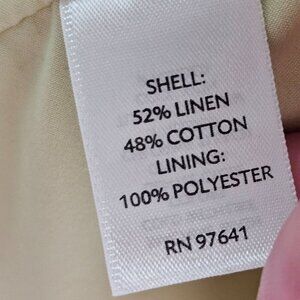 SHELL:
52% LINEN
48% COTTON
LINING:
100% POLYESTER
RN 97641